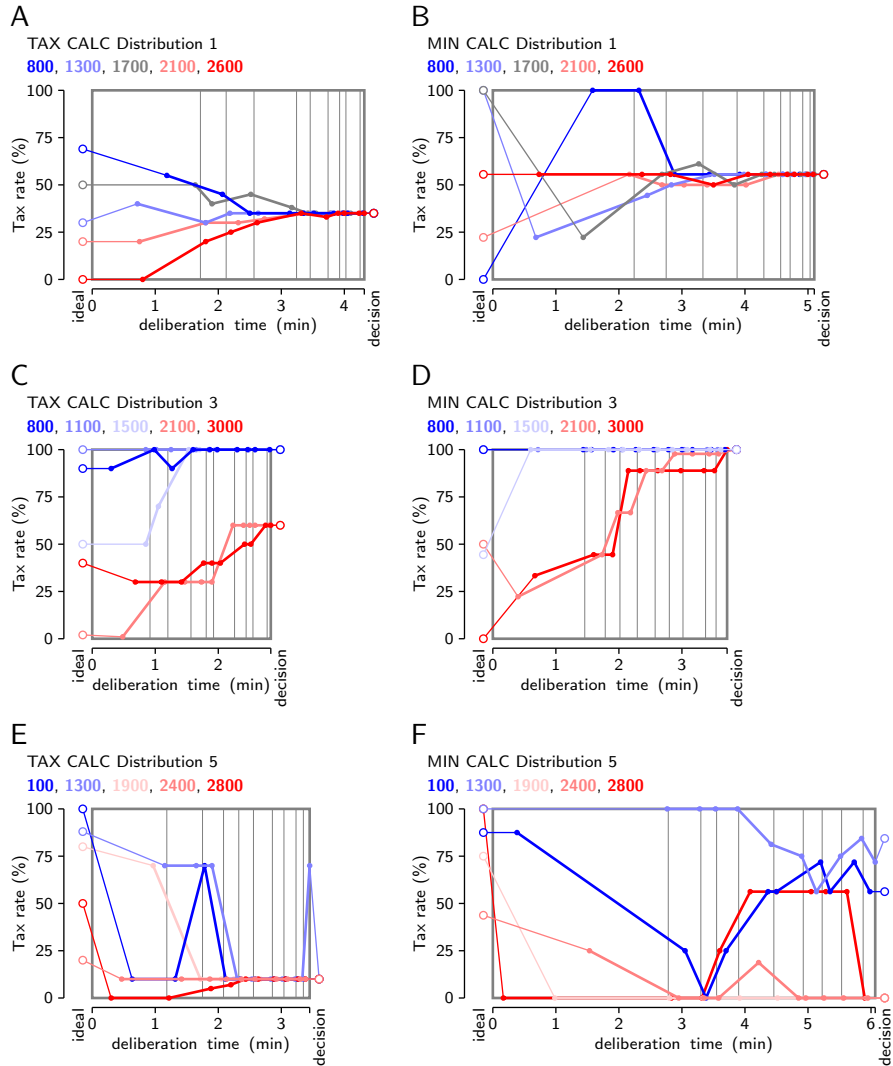 A
TAX CALC Distribution 1
800, 1300, 1700, 2100, 2600
100
75
50
25
0
Tax rate (%)
ideal
0
1
2
3
4
decision
deliberation time (min)
B
MIN CALC Distribution 1
800, 1300, 1700, 2100, 2600
100
75
50
25
0
Tax rate (%)
ideal
0
1
2
3
4
5
decision
deliberation time (min)
C
TAX CALC Distribution 3
800, 1100, 1500, 2100, 3000
100
75
50
25
0
Tax rate (%)
ideal
0
1
2
decision
deliberation time (min)
D
MIN CALC Distribution 3
800, 1100, 1500, 2100, 3000
100
75
50
25
0
Tax rate (%)
ideal
0
1
2
3
decision
deliberation time (min)
E
TAX CALC Distribution 5
100, 1300, 1900, 2400, 2800
100
75
50
25
0
Tax rate (%)
ideal
0
1
2
3
decision
deliberation time (min)
F
MIN CALC Distribution 5
100, 1300, 1900, 2400, 2800
100
75
50
25
0
Tax rate (%)
ideal
0
1
2
3
4
5
6
decision
deliberation time (min)